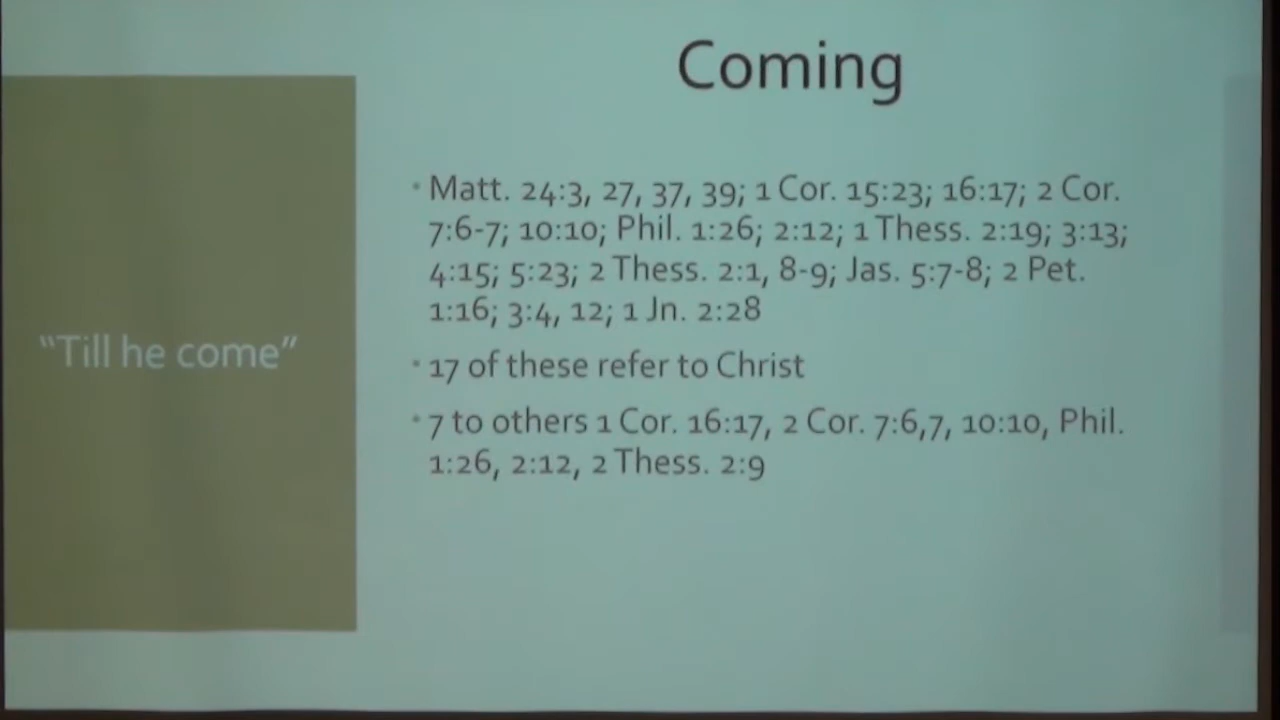 Coming
"Till he come"
Matt. 24:3, 27, 37, 39; 1 Cor. 15:23; 16:17; 2 Cor.
7:6-7; 10:10; Phil. 1:26; 2:12; 1 Thess. 2:19; 3:13;
4:15; 5:23; 2 Thess. 2:1, 8-9; Jas. 5:7-8; 2 Pet.
1:16; 3:4, 12; 1 Jn. 2:28
17 of these refer to Christ
7 to others 1 Cor. 16:17, 2 Cor. 7:6,7, 10:10, Phil.
1:26, 2:12, 2 Thess. 2:9